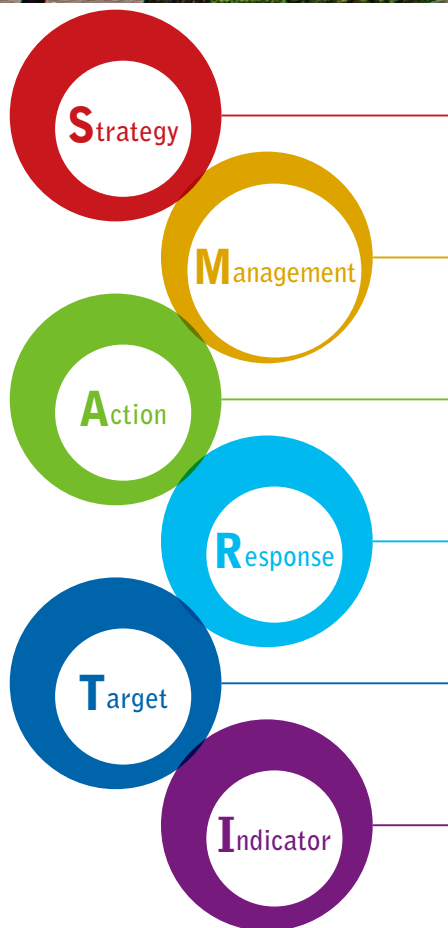 Strategy
Management
Action
Response
Target
Indicator